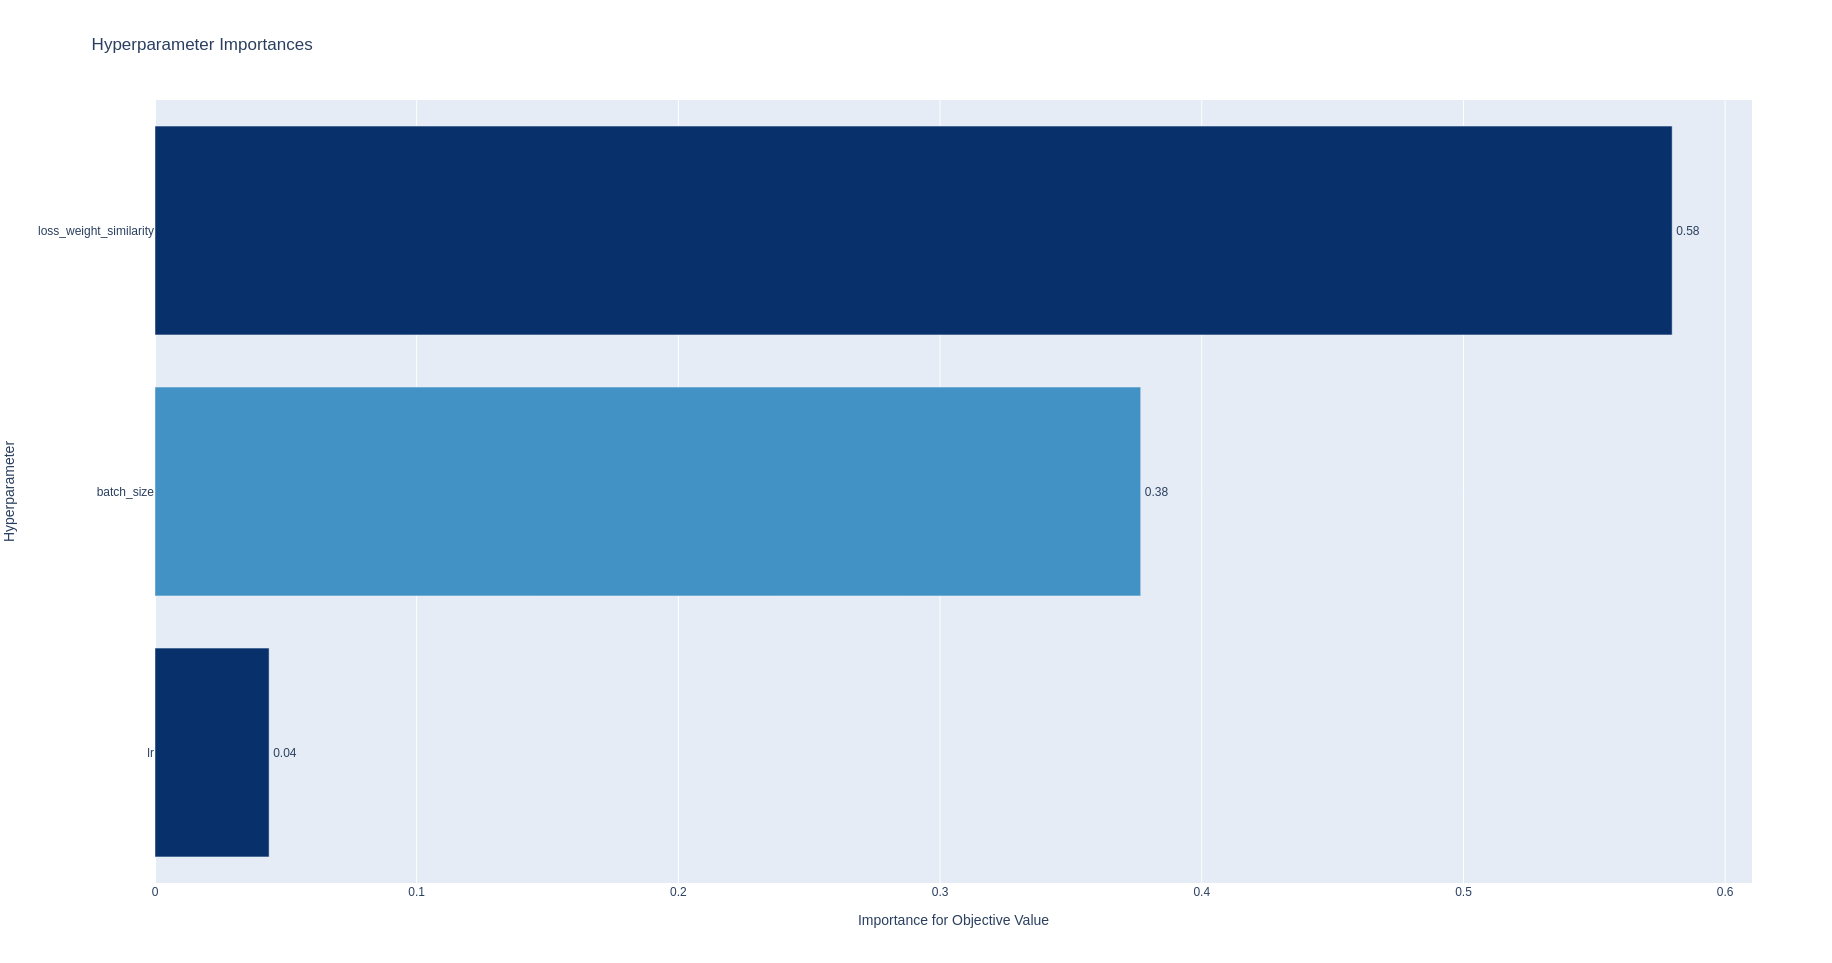 Hyperparameter Importances
loss_weight_similarity
0.58
batch_size
0.38
lr
0.04
Hyperparameter
0 0.1 0.2 0.3 0.4 0.5 0.6
Importance for Objective Value